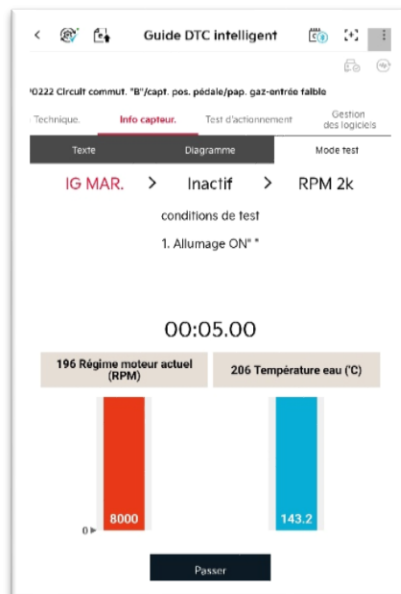 Guide DTC intelligent
P0222 Circuit commut. "B"/capt. pos. pédale/pap. gaz-entrée faible
Technique. Info capteur. Test d'actionnement Gestion des logiciels
Texte Diagramme Mode test
IG MAR. > Inactif > RPM 2k
conditions de test
1. Allumage ON* *
00:05.00
196 Régime moteur actuel (RPM)
206 Température eau (°C)
8000
143.2
0
Passer